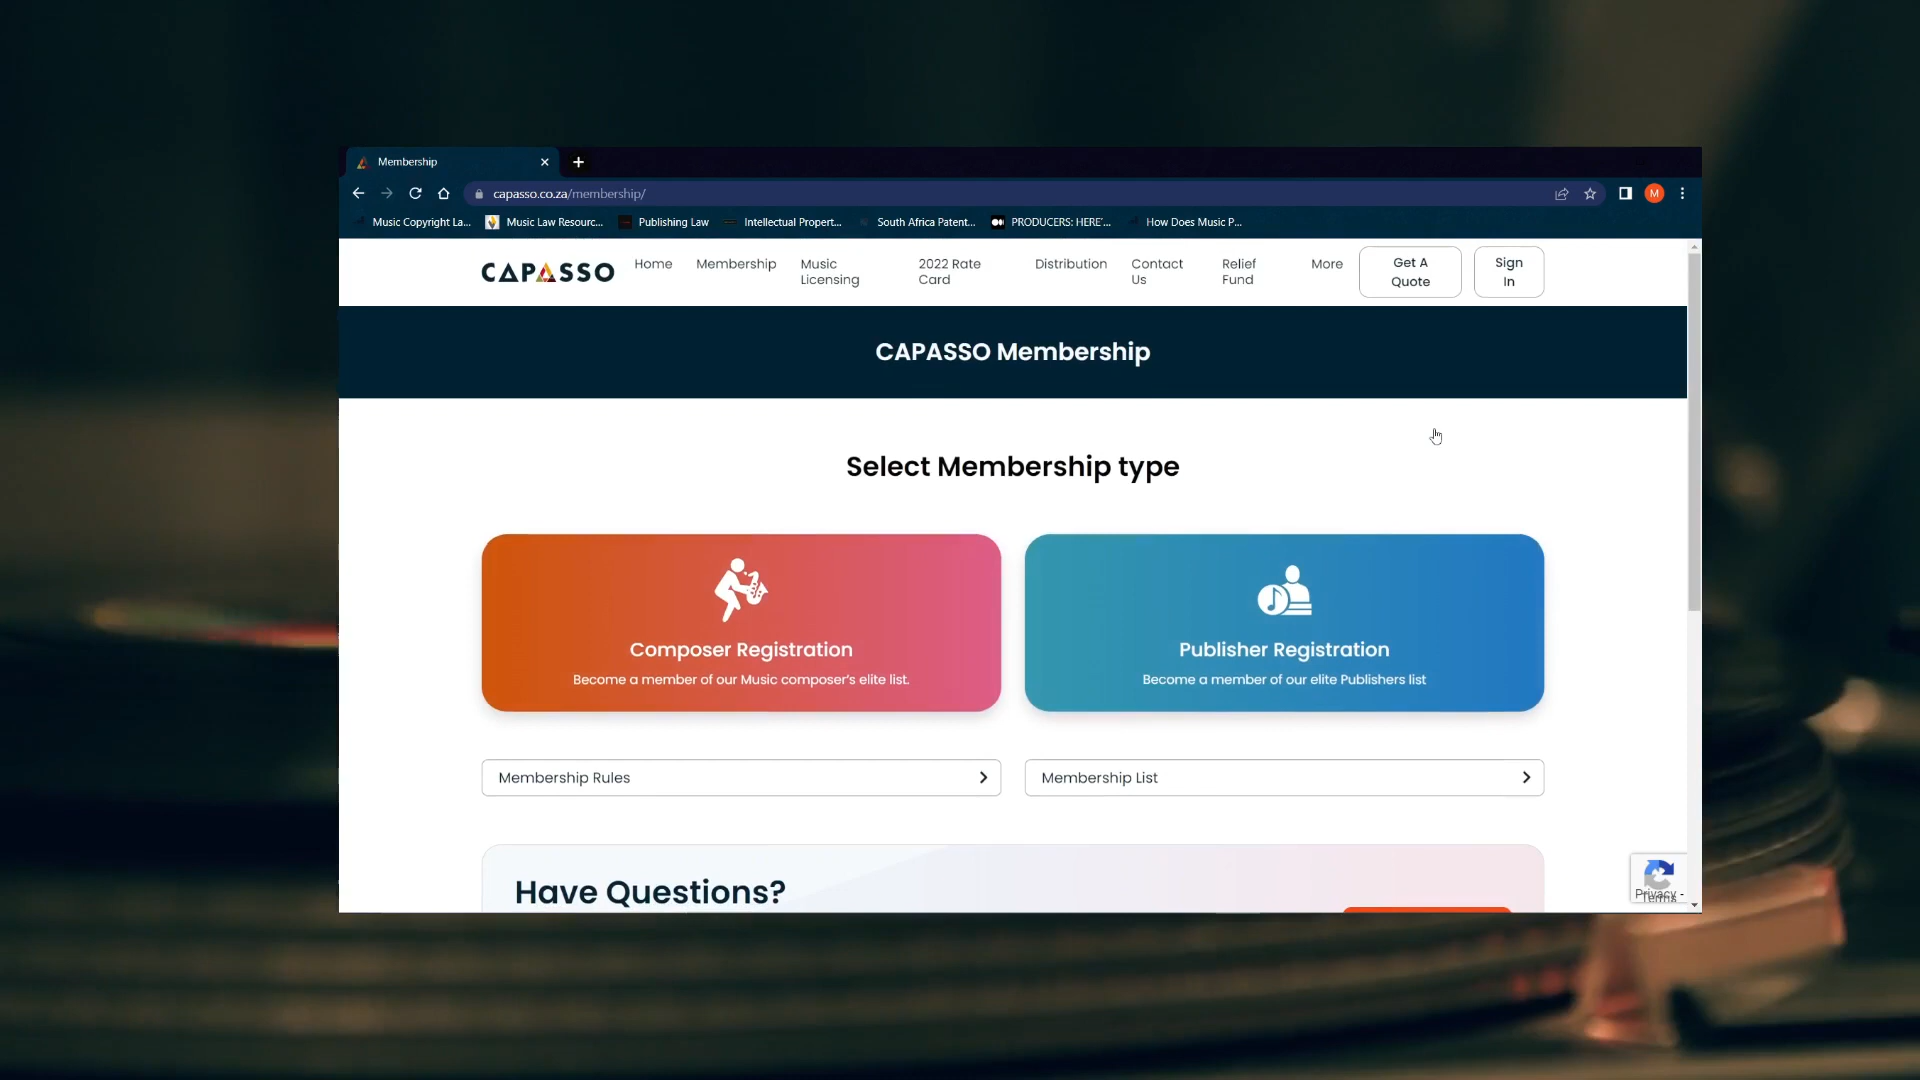 Membership
capasso.co.za/membership/
M
Music Copyright La...
Music Law Resourc...
Publishing Law
Intellectual Propert...
South Africa Patent...
PRODUCERS: HERE'...
How Does Music P...
CAPASSO
Home
Membership
Music
Licensing
2022 Rate
Card
Distribution
Contact
Us
Relief
Fund
More
Get A
Quote
Sign
In
CAPASSO Membership
Select Membership type
Composer Registration
Become a member of our Music composer's elite list.
Publisher Registration
Become a member of our elite Publishers list
Membership Rules
Membership List
Have Questions?
Privacy -
Terms